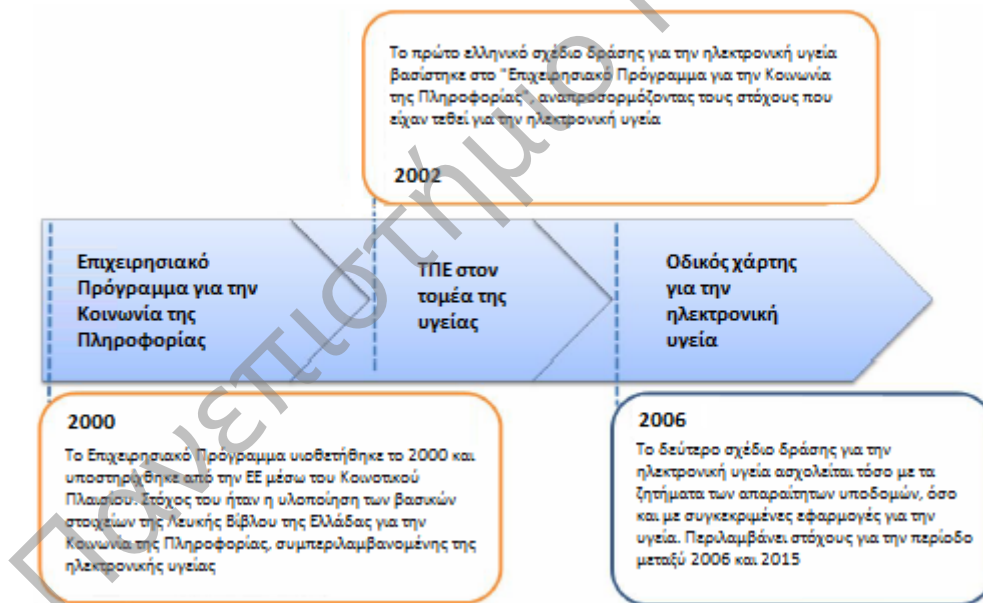 Το πρώτο ελληνικό σχέδιο δράσης για την ηλεκτρονική υγεία
βασίστηκε στο "Επιχειρησιακό Πρόγραμμα για την Κοινωνία
της Πληροφορίας", αναπροσορμόζοντας τους στόχους που
είχαν τεθεί για την ηλεκτρονική υγεία
2002
Επιχειρησιακό
Πρόγραμμα για την
Κοινωνία της
Πληροφορίας
ΤΠΕ στον
τομέα της
υγείας
Οδικός χάρτης
για την
ηλεκτρονική
υγεία
2000
Το Επιχειρησιακό Πρόγραμμα υιοθετήθηκε το 2000 και
υποστηρίχθηκε από την ΕΕ μέσω του Κοινοτικού
Πλαισίου. Στόχος του ήταν η υλοποίηση των βασικών
στοιχείων της Λευκής Βίβλου της Ελλάδας για την
Κοινωνία της Πληροφορίας, συμπεριλαμβανομένης της
ηλεκτρονικής υγείας
2006
Το δεύτερο σχέδιο δράσης για την
ηλεκτρονική υγεία ασχολείται τόσο με τα
ζητήματα των απαραίτητων υποδομών, όσο
και με συγκεκριμένες εφαρμογές για την
υγεία. Περιλαμβάνει στόχους για την περίοδο
μεταξύ 2006 και 2015
Πανεπιστήμιο